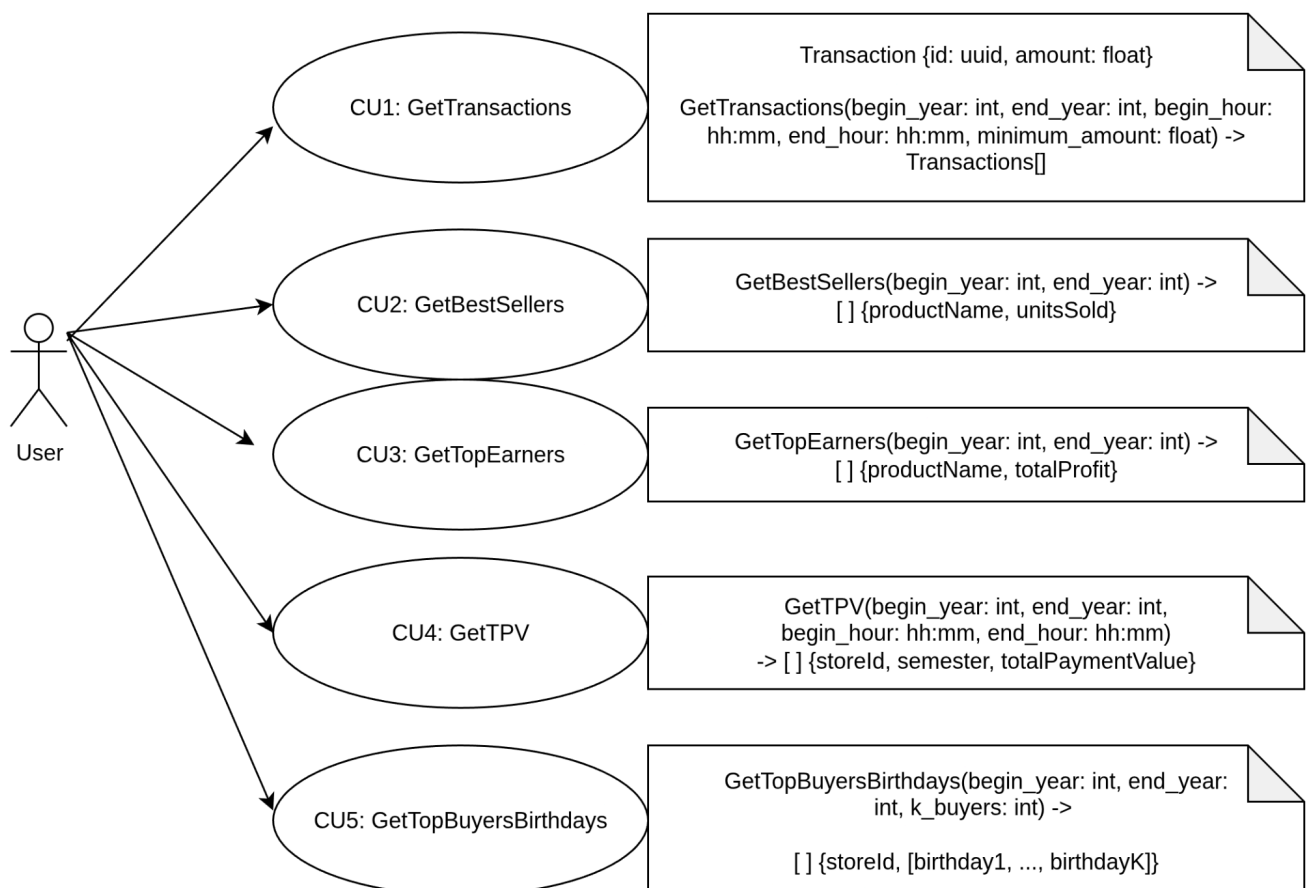 Transaction {id: uuid, amount: float}
CU1: GetTransactions
GetTransactions(begin_year: int, end_year: int, begin_hour:
hh:mm, end_hour: hh:mm, minimum_amount: float) ->
Transactions[]
CU2: GetBestSellers
GetBestSellers(begin_year: int, end_year: int) ->
[ ] {productName, unitsSold}
User
CU3: GetTopEarners
GetTopEarners(begin_year: int, end_year: int) ->
[ ] {productName, totalProfit}
CU4: GetTPV
GetTPV(begin_year: int, end_year: int,
begin_hour: hh:mm, end_hour: hh:mm)
-> [ ] {storeId, semester, totalPaymentValue}
CU5: GetTopBuyersBirthdays
GetTopBuyersBirthdays(begin_year: int, end_year:
int, k_buyers: int) ->
[ ] {storeId, [birthday1, ..., birthdayK]}